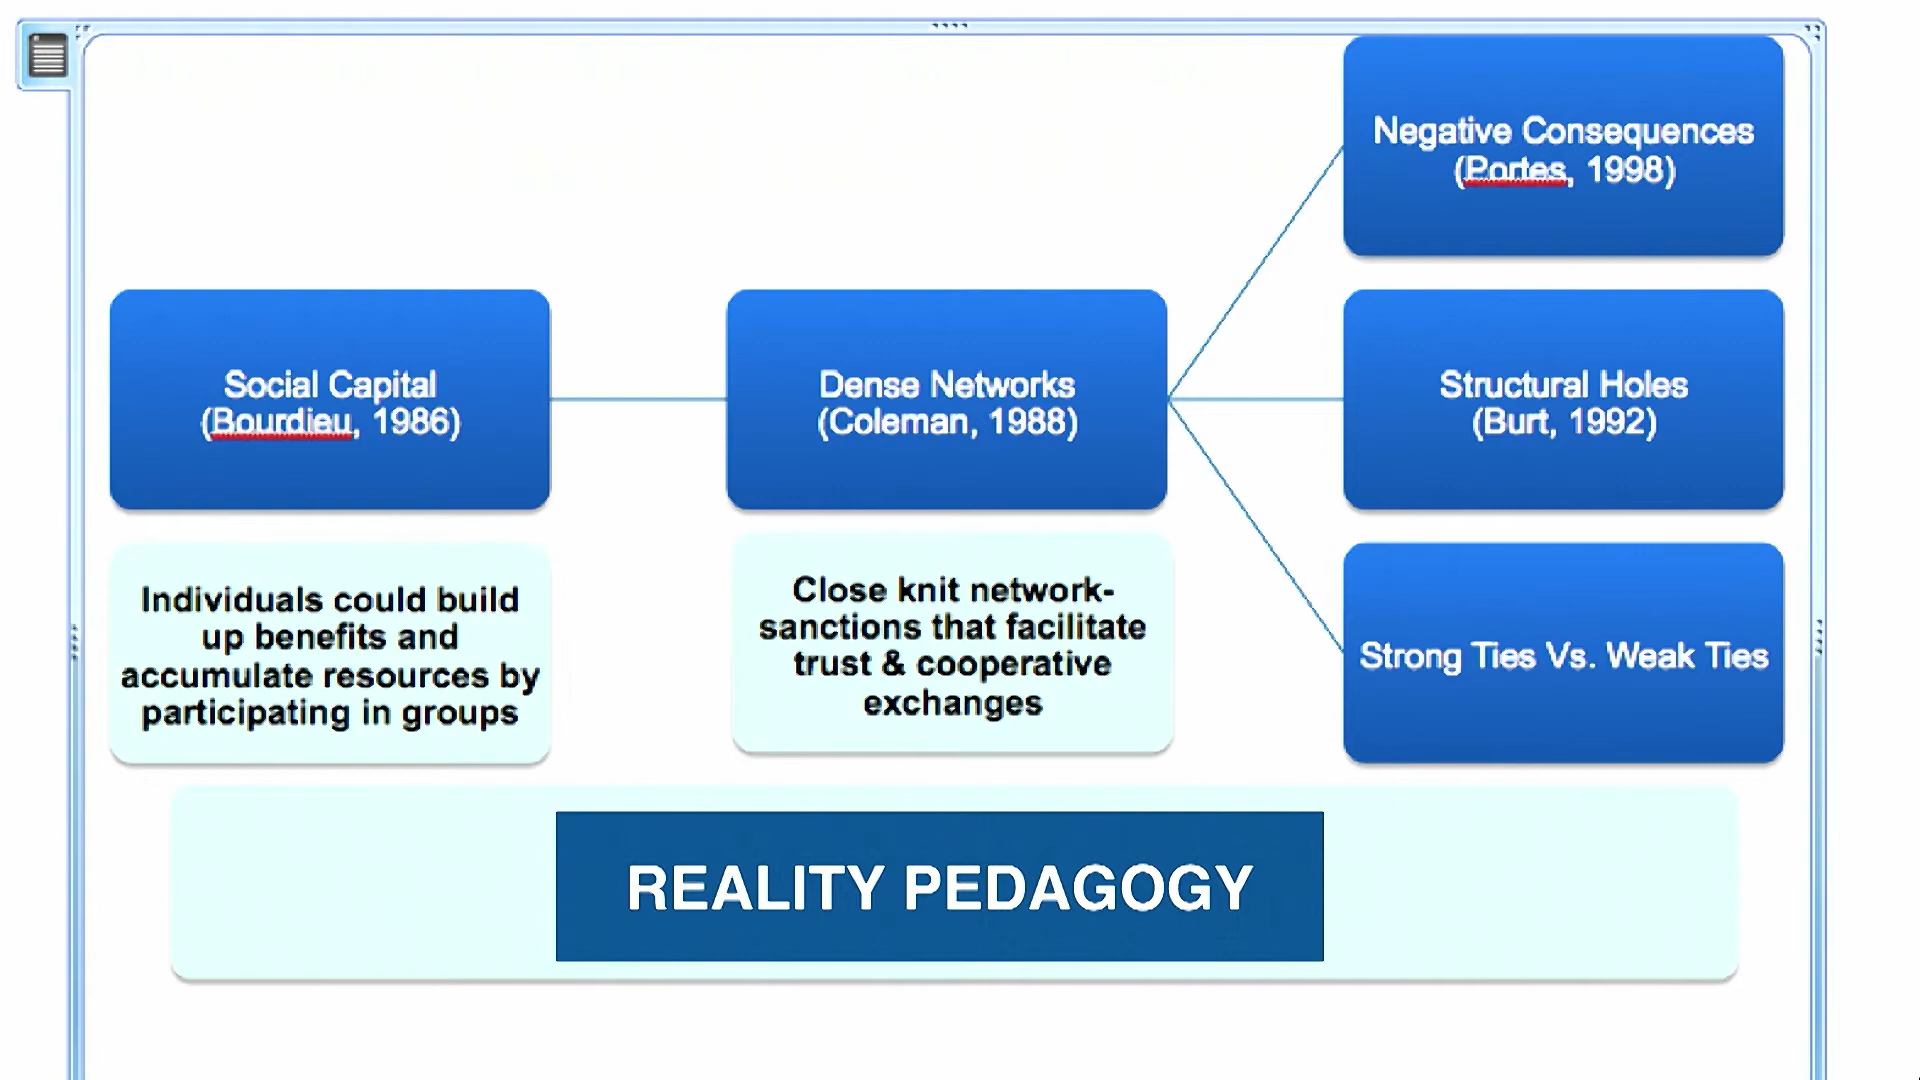 Negative Consequences
(Portes, 1998)
Social Capital
(Bourdieu, 1986)
Dense Networks
(Coleman, 1988)
Structural Holes
(Burt, 1992)
Individuals could build
up benefits and
accumulate resources by
participating in groups
Close knit network-
sanctions that facilitate
trust & cooperative
exchanges
Strong Ties Vs. Weak Ties
REALITY PEDAGOGY